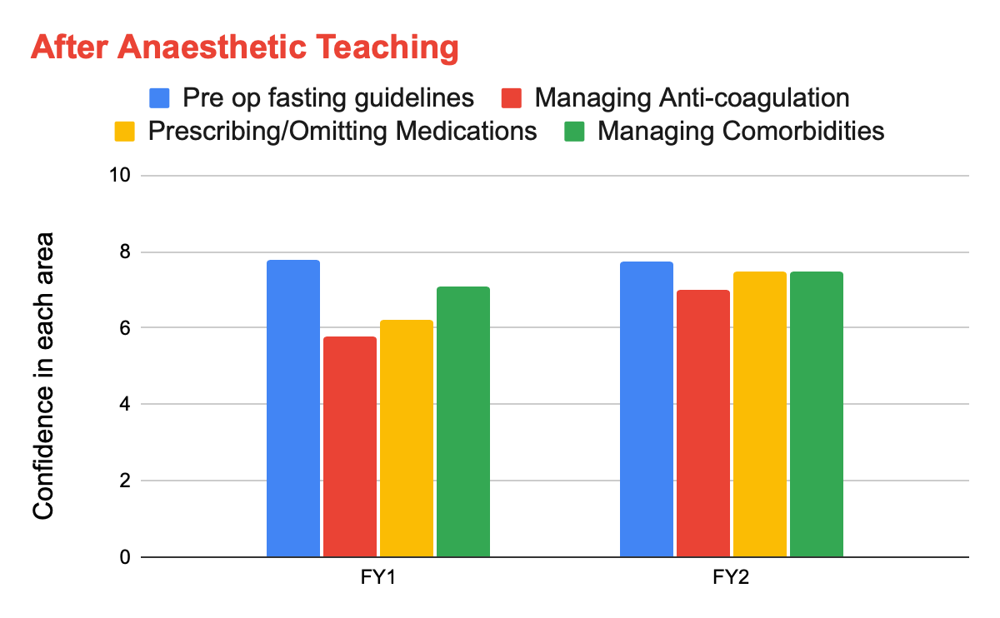 After Anaesthetic Teaching
Pre op fasting guidelines
Managing Anti-coagulation
Prescribing/Omitting Medications
Managing Comorbidities
Confidence in each area
10
8
6
4
2
0
FY1
FY2